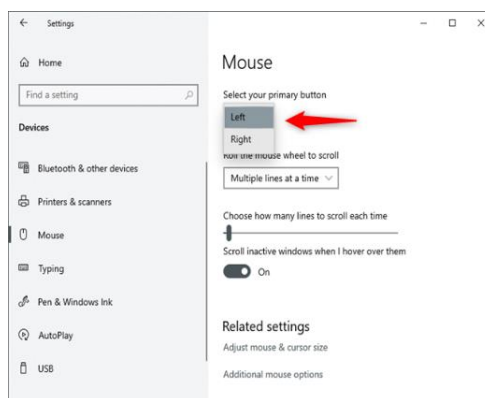 Settings
Home
Find a setting
Devices
Bluetooth & other devices
Printers & scanners
Mouse
Typing
Pen & Windows Ink
AutoPlay
USB
Mouse
Select your primary button
Left
Right
Roll the mouse wheel to scroll
Multiple lines at a time
Choose how many lines to scroll each time
Scroll inactive windows when I hover over them
On
Related settings
Adjust mouse & cursor size
Additional mouse options